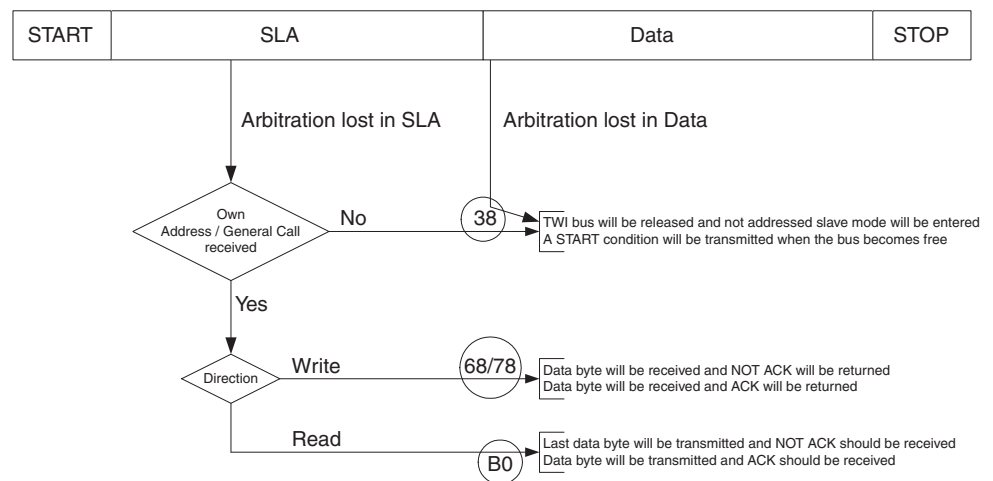 START SLA Data STOP
Arbitration lost in SLA Arbitration lost in Data
Own
Address / General Call
received
No
38
TWI bus will be released and not addressed slave mode will be entered
A START condition will be transmitted when the bus becomes free
Yes
Direction
Write
68/78
Data byte will be received and NOT ACK will be returned
Data byte will be received and ACK will be returned
Read
B0
Last data byte will be transmitted and NOT ACK should be received
Data byte will be transmitted and ACK should be received